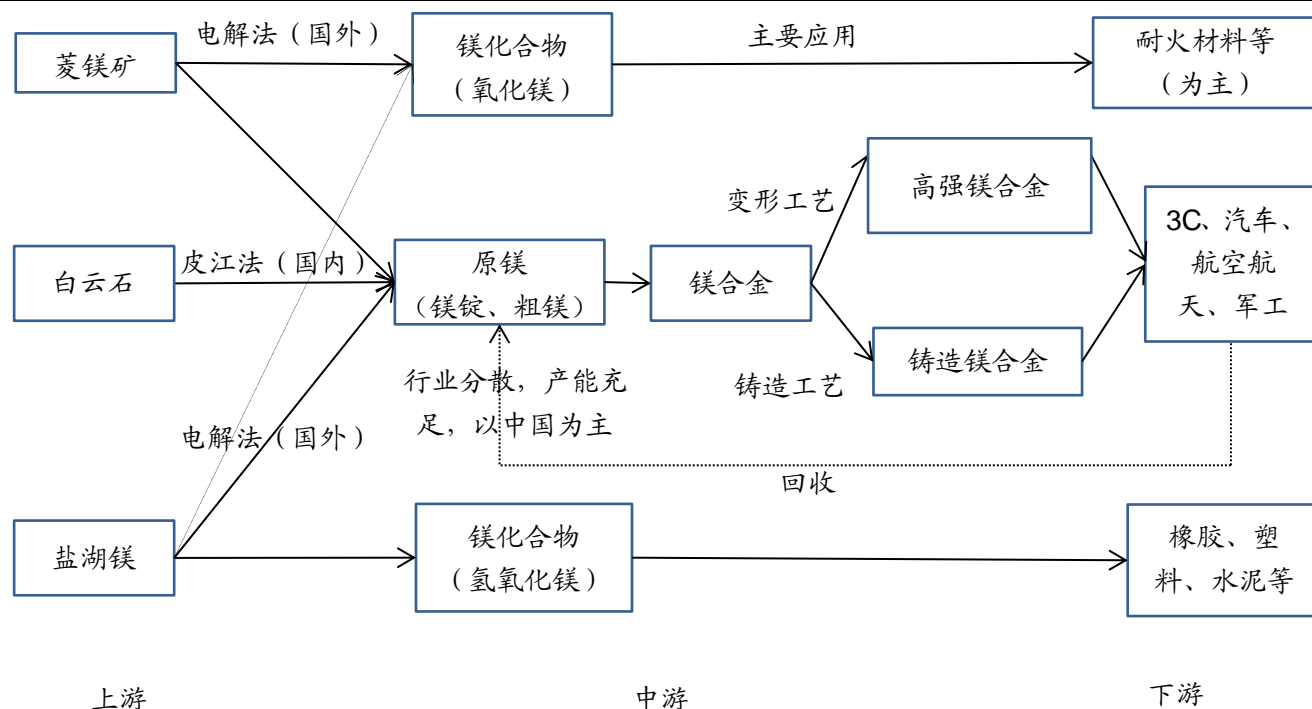 电解法（国外）
菱镁矿
镁化合物
（氧化镁）
主要应用
耐火材料等
（为主）
变形工艺
高强镁合金
3C、汽车、
航空航
天、军工
白云石
皮江法（国内）
原镁
（镁锭、粗镁）
镁合金
铸造工艺
铸造镁合金
行业分散，产能充
足，以中国为主
电解法（国外）
回收
盐湖镁
镁化合物
（氢氧化镁）
橡胶、塑
料、水泥等
上游
中游
下游